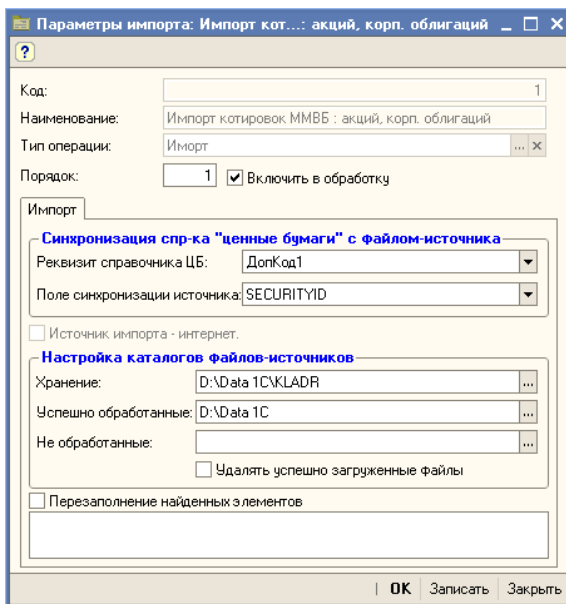 Параметры импорта: Импорт кот...: акций, корп. облигаций
?
Код: 1
Наименование: Импорт котировок ММВБ : акций, корп. облигаций
Тип операции: Иморт ... ×
Порядок: 1 Включить в обработку
Импорт
Синхронизация спр-ка "ценные бумаги" с файлом-источника
Реквизит справочника ЦБ: ДопКод1
Поле синхронизации источника: SECURITYID
Источник импорта - интернет.
Настройка каталогов файлов-источников
Хранение: D:\Data 1C\KLADR ...
Успешно обработанные: D:\Data 1C ...
Не обработанные: ...
Удалять успешно загруженные файлы
Перезаполнение найденных элементов
OK Записать Закрыть